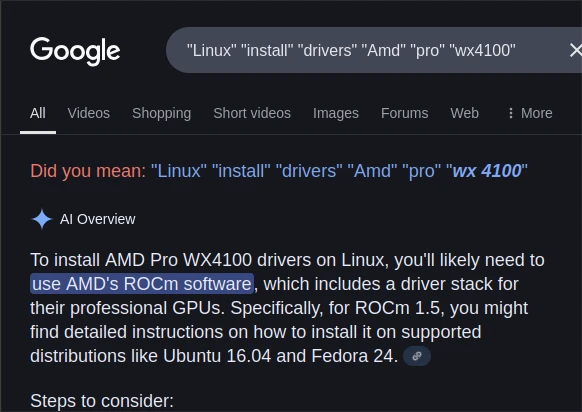 Google
"Linux" "install" "drivers" "Amd" "pro" "wx4100"
All Videos Shopping Short videos Images Forums Web More
Did you mean: "Linux" "install" "drivers" "Amd" "pro" "wx 4100"
AI Overview
To install AMD Pro WX4100 drivers on Linux, you'll likely need to
use AMD's ROCm software, which includes a driver stack for
their professional GPUs. Specifically, for ROCm 1.5, you might
find detailed instructions on how to install it on supported
distributions like Ubuntu 16.04 and Fedora 24.
Steps to consider: